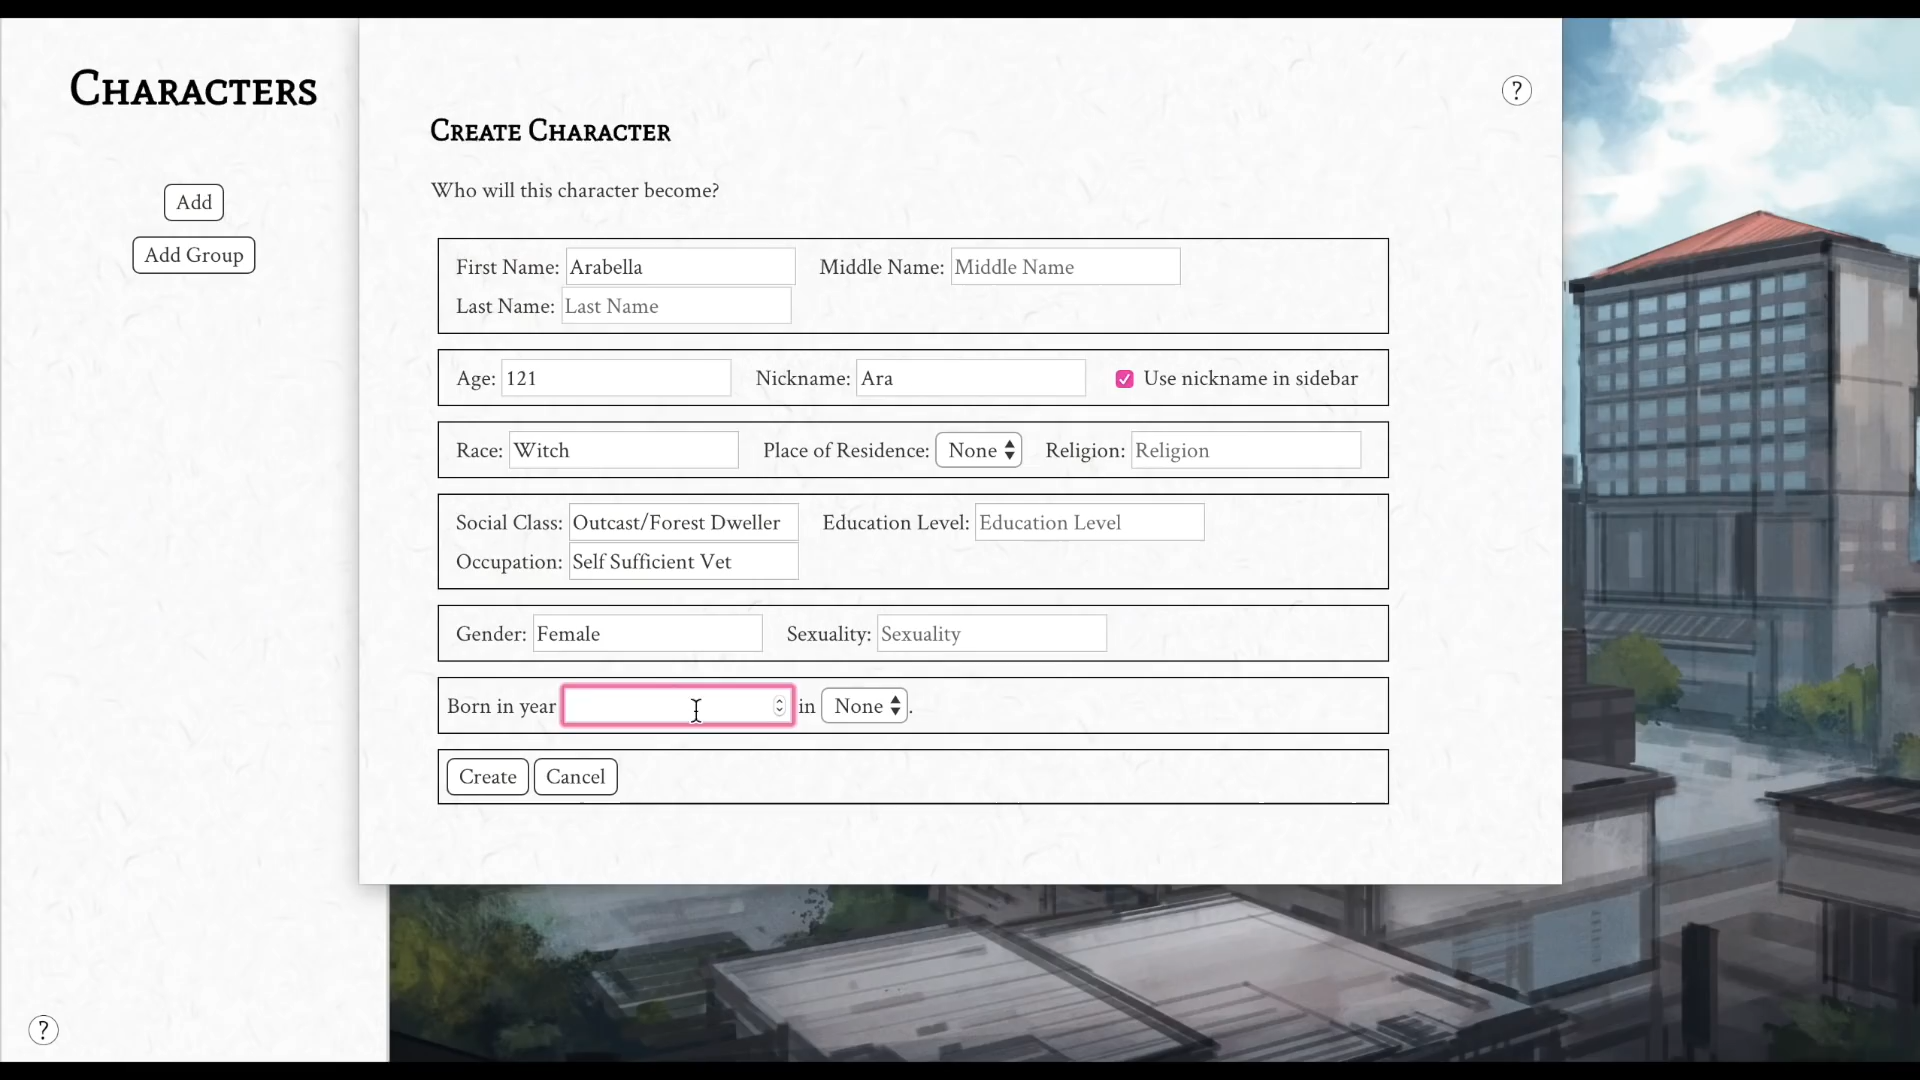 Characters
Add
Add Group
?
?
Create Character
Who will this character become?
First Name: Arabella Middle Name: Middle Name
Last Name: Last Name
Age: 121 Nickname: Ara Use nickname in sidebar
Race: Witch Place of Residence: None Religion: Religion
Social Class: Outcast/Forest Dweller Education Level: Education Level
Occupation: Self Sufficient Vet
Gender: Female Sexuality: Sexuality
Born in year in None .
Create Cancel